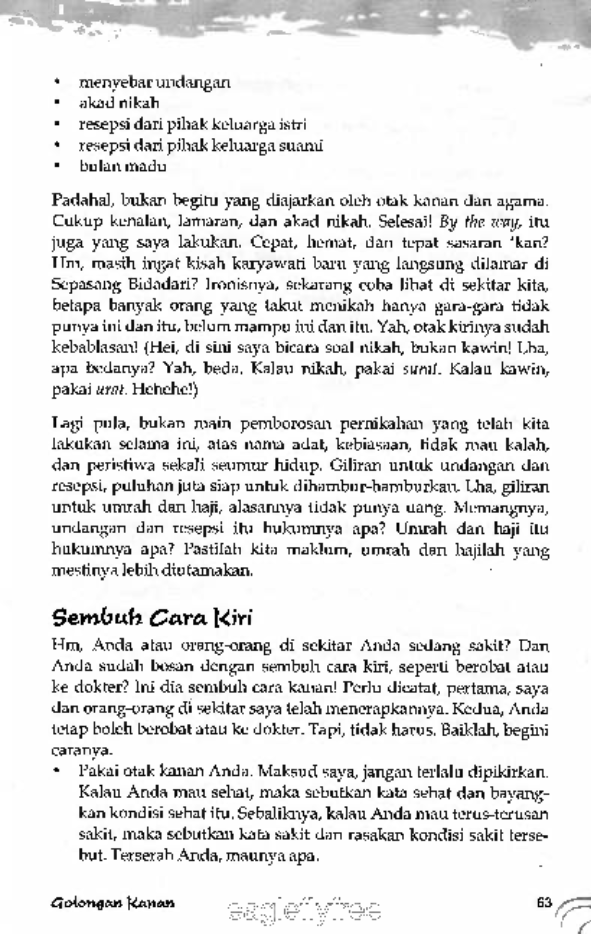 • menyebar undangan
• akad nikah
• resepsi dari pihak keluarga istri
• resepsi dari pihak keluarga suami
• bulan madu
Padahal, bukan begitu yang diajarkan oleh otak kanan dan agama.
Cukup kenalan, lamaran, dan akad nikah. Selesai! By the way, itu
juga yang saya lakukan. Cepat, hemat, dan tepat sasaran 'kan?
Hm, masih ingat kisah karyawati baru yang langsung dilamar di
Sepasang Bidadari? Ironisnya, sekarang coba lihat di sekitar kita,
betapa banyak orang yang takut menikah hanya gara-gara tidak
punya ini dan itu, belum mampu ini dan itu. Yah, otak kirinya sudah
kebablasan! (Hei, di sini saya bicara soal nikah, bukan kawin! Lha,
apa bedanya? Yah, beda. Kalau nikah, pakai surat. Kalau kawin,
pakai urat. Hehehe!)
Lagi pula, bukan main pemborosan pernikahan yang telah kita
lakukan selama ini, atas nama adat, kebiasaan, tidak mau kalah,
dan peristiwa sekali seumur hidup. Giliran untuk undangan dan
resepsi, puluhan juta siap untuk dihambur-hamburkan. Lha, giliran
untuk umrah dan haji, alasannya tidak punya uang. Memangnya,
undangan dan resepsi itu hukumnya apa? Umrah dan haji itu
hukumnya apa? Pastilah kita maklum, umrah dan hajilah yang
mestinya lebih diutamakan.
Sembuh Cara Kiri
Hm, Anda atau orang-orang di sekitar Anda sedang sakit? Dan
Anda sudah bosan dengan sembuh cara kiri, seperti berobat atau
ke dokter? Ini dia sembuh cara kanan! Perlu dicatat, pertama, saya
dan orang-orang di sekitar saya telah menerapkannya. Kedua, Anda
tetap boleh berobat atau ke dokter. Tapi, tidak harus. Baiklah, begini
caranya.
• Pakai otak kanan Anda. Maksud saya, jangan terlalu dipikirkan.
Kalau Anda mau sehat, maka sebutkan kata sehat dan bayang-
kan kondisi sehat itu. Sebaliknya, kalau Anda mau terus-terusan
sakit, maka sebutkan kata sakit dan rasakan kondisi sakit terse-
but. Terserah Anda, maunya apa.
Golongan Kanan 63
eagleflyfree